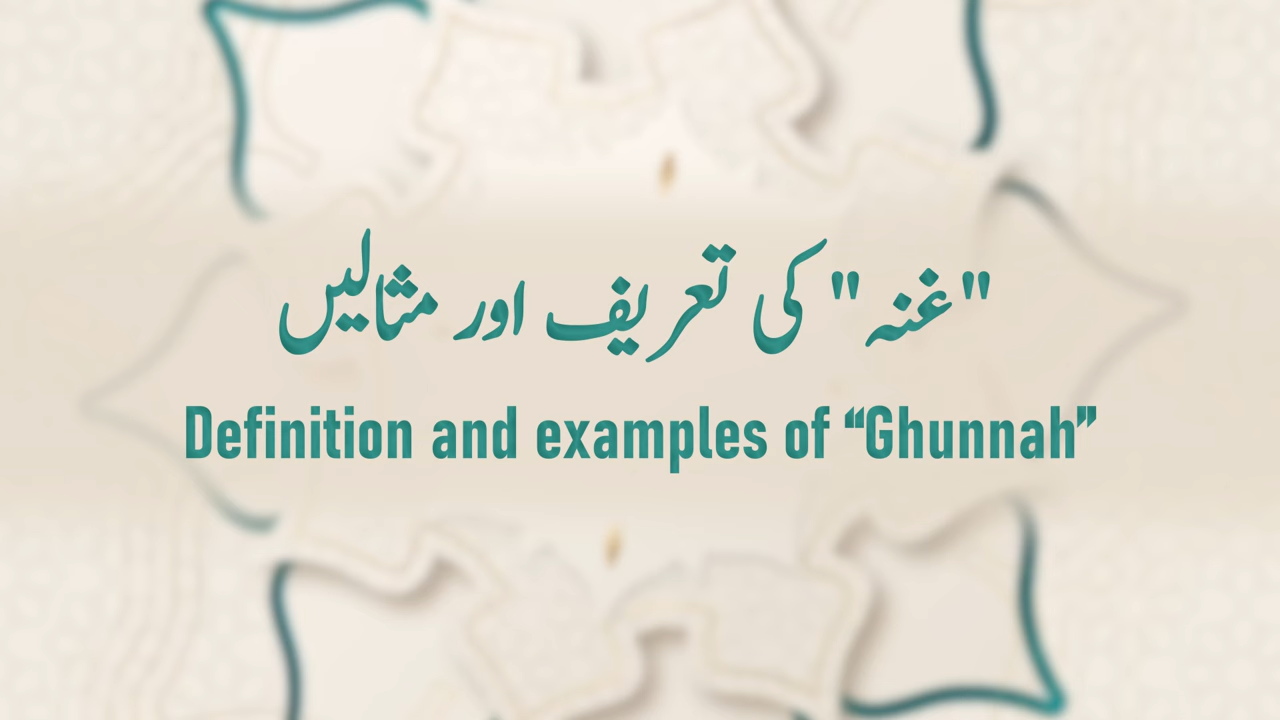 "غنہ" کی تعریف اور مثالیں
Definition and examples of “Ghunnah”